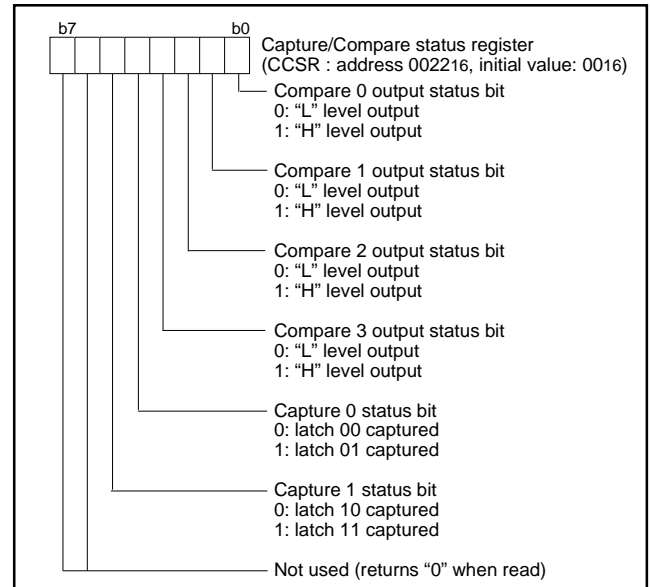 b7 b0
Capture/Compare status register
(CCSR : address 002216, initial value: 0016)
Compare 0 output status bit
0: “L” level output
1: “H” level output
Compare 1 output status bit
0: “L” level output
1: “H” level output
Compare 2 output status bit
0: “L” level output
1: “H” level output
Compare 3 output status bit
0: “L” level output
1: “H” level output
Capture 0 status bit
0: latch 00 captured
1: latch 01 captured
Capture 1 status bit
0: latch 10 captured
1: latch 11 captured
Not used (returns “0” when read)